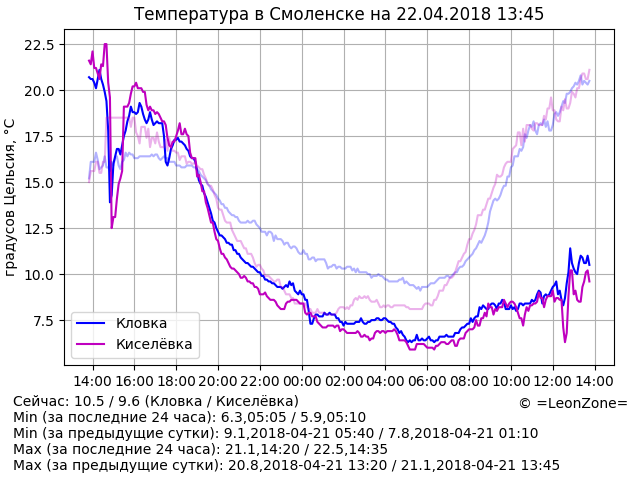 Температура в Смоленске на 22.04.2018 13:45
градусов Цельсия, °C
22.5
20.0
17.5
15.0
12.5
10.0
7.5
Кловка
Киселёвка
14:00 16:00 18:00 20:00 22:00 00:00 02:00 04:00 06:00 08:00 10:00 12:00 14:00
© =LeonZone=
Сейчас: 10.5 / 9.6 (Кловка / Киселёвка)
Min (за последние 24 часа): 6.3,05:05 / 5.9,05:10
Min (за предыдущие сутки): 9.1,2018-04-21 05:40 / 7.8,2018-04-21 01:10
Max (за последние 24 часа): 21.1,14:20 / 22.5,14:35
Max (за предыдущие сутки): 20.8,2018-04-21 13:20 / 21.1,2018-04-21 13:45